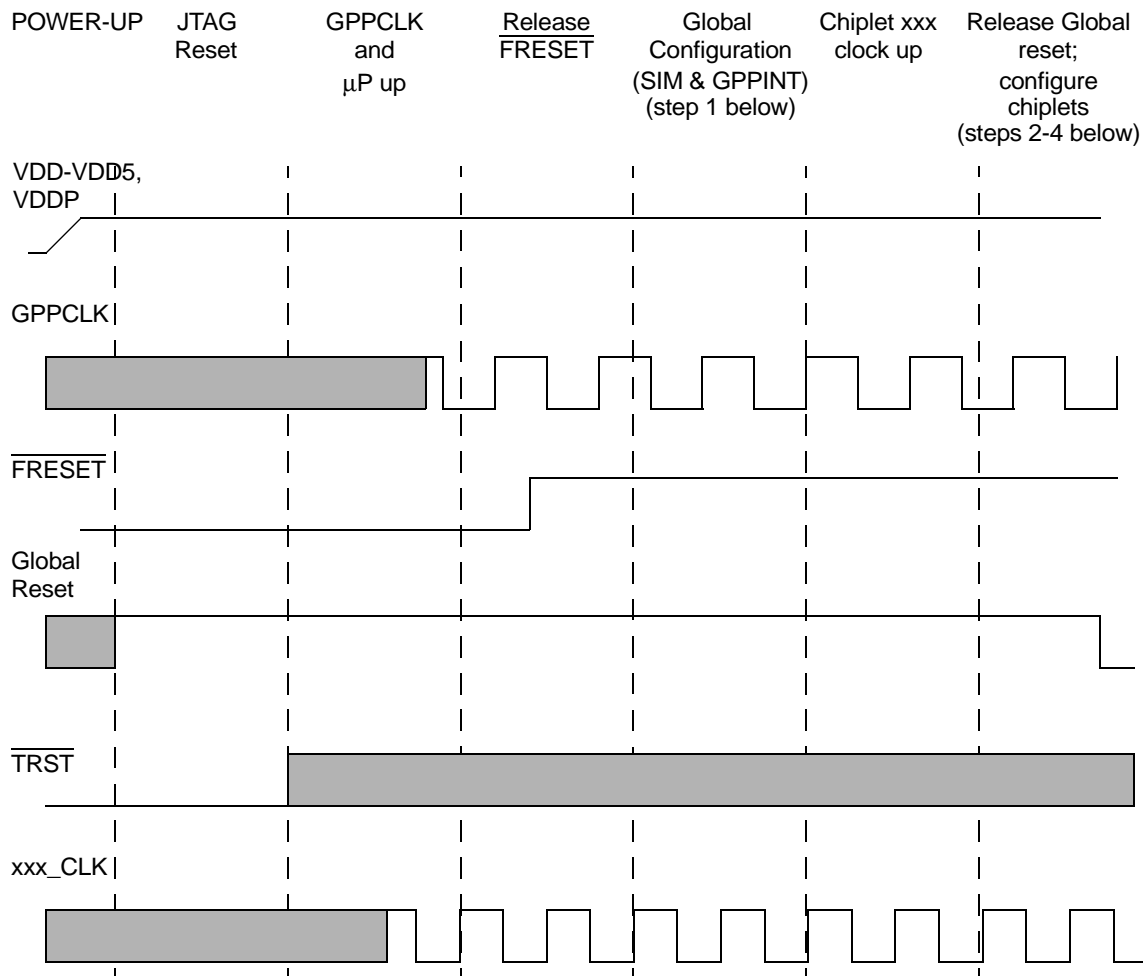 POWER-UP
JTAG
Reset
GPPCLK
and
μP up
Release
FRESET
Global
Configuration
(SIM & GPPINT)
(step 1 below)
Chiplet xxx
clock up
Release Global
reset;
configure
chiplets
(steps 2-4 below)
VDD-VDD5,
VDDP
GPPCLK
FRESET
Global
Reset
TRST
xxx_CLK